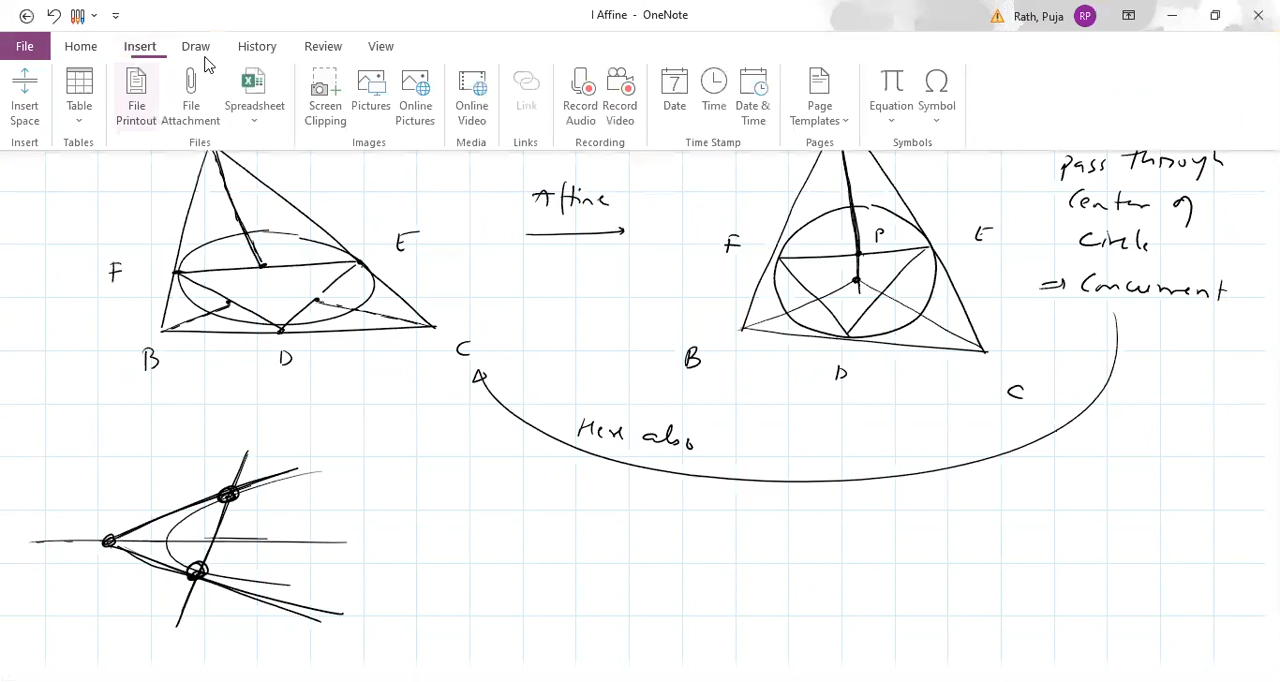 I Affine - OneNote
Rath, Puja RP
File Home Insert Draw History Review View
Insert Space
Table
File Printout
File Attachment
Spreadsheet
Screen Clipping
Pictures
Online Pictures
Online Video
Link
Record Audio
Record Video
7
Date
Time
Date & Time
Page Templates
π
Equation
Ω
Symbol
Insert Tables Files Images Media Links Recording Time Stamp Pages Symbols
pass through
center of
circle
⇒ Concurrent
Affine
F E
B D C
F P E
B D C
Here also